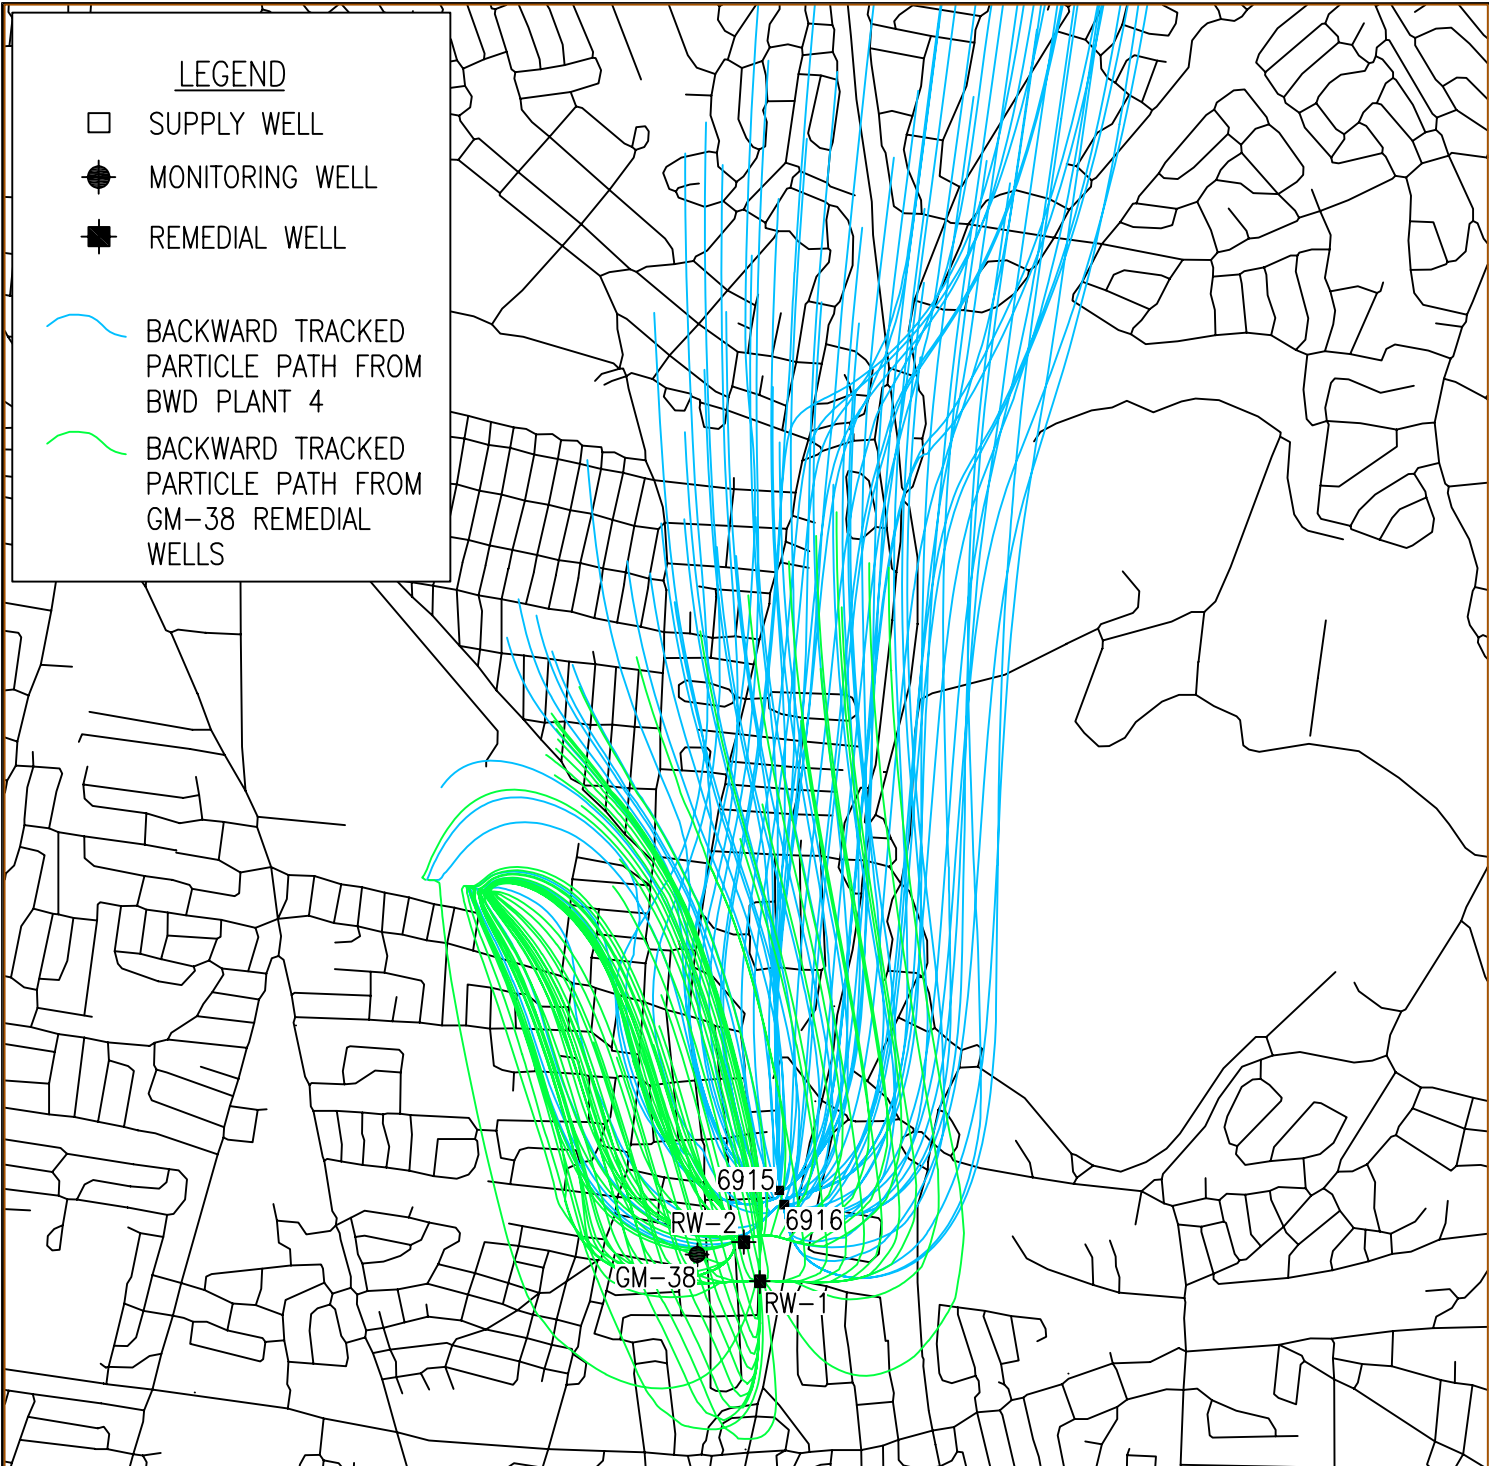 LEGEND
SUPPLY WELL
MONITORING WELL
REMEDIAL WELL
BACKWARD TRACKED
PARTICLE PATH FROM
BWD PLANT 4
BACKWARD TRACKED
PARTICLE PATH FROM
GM-38 REMEDIAL
WELLS
6915
6916
RW-2
GM-38
RW-1